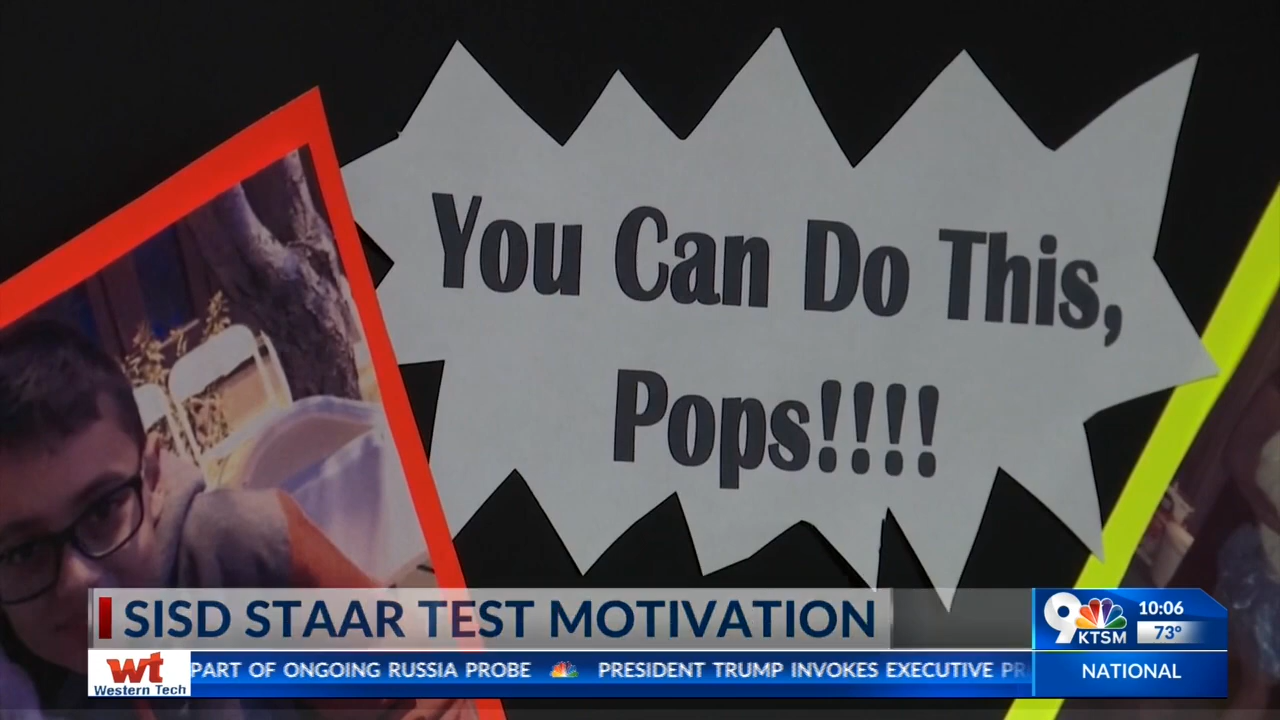 You Can Do This,
Pops!!!!
SISD STAAR TEST MOTIVATION
9 KTSM
10:06
73°
wt
Western Tech
PART OF ONGOING RUSSIA PROBE
PRESIDENT TRUMP INVOKES EXECUTIVE
NATIONAL